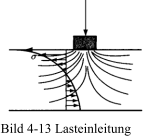 σ
Bild 4-13 Lasteinleitung